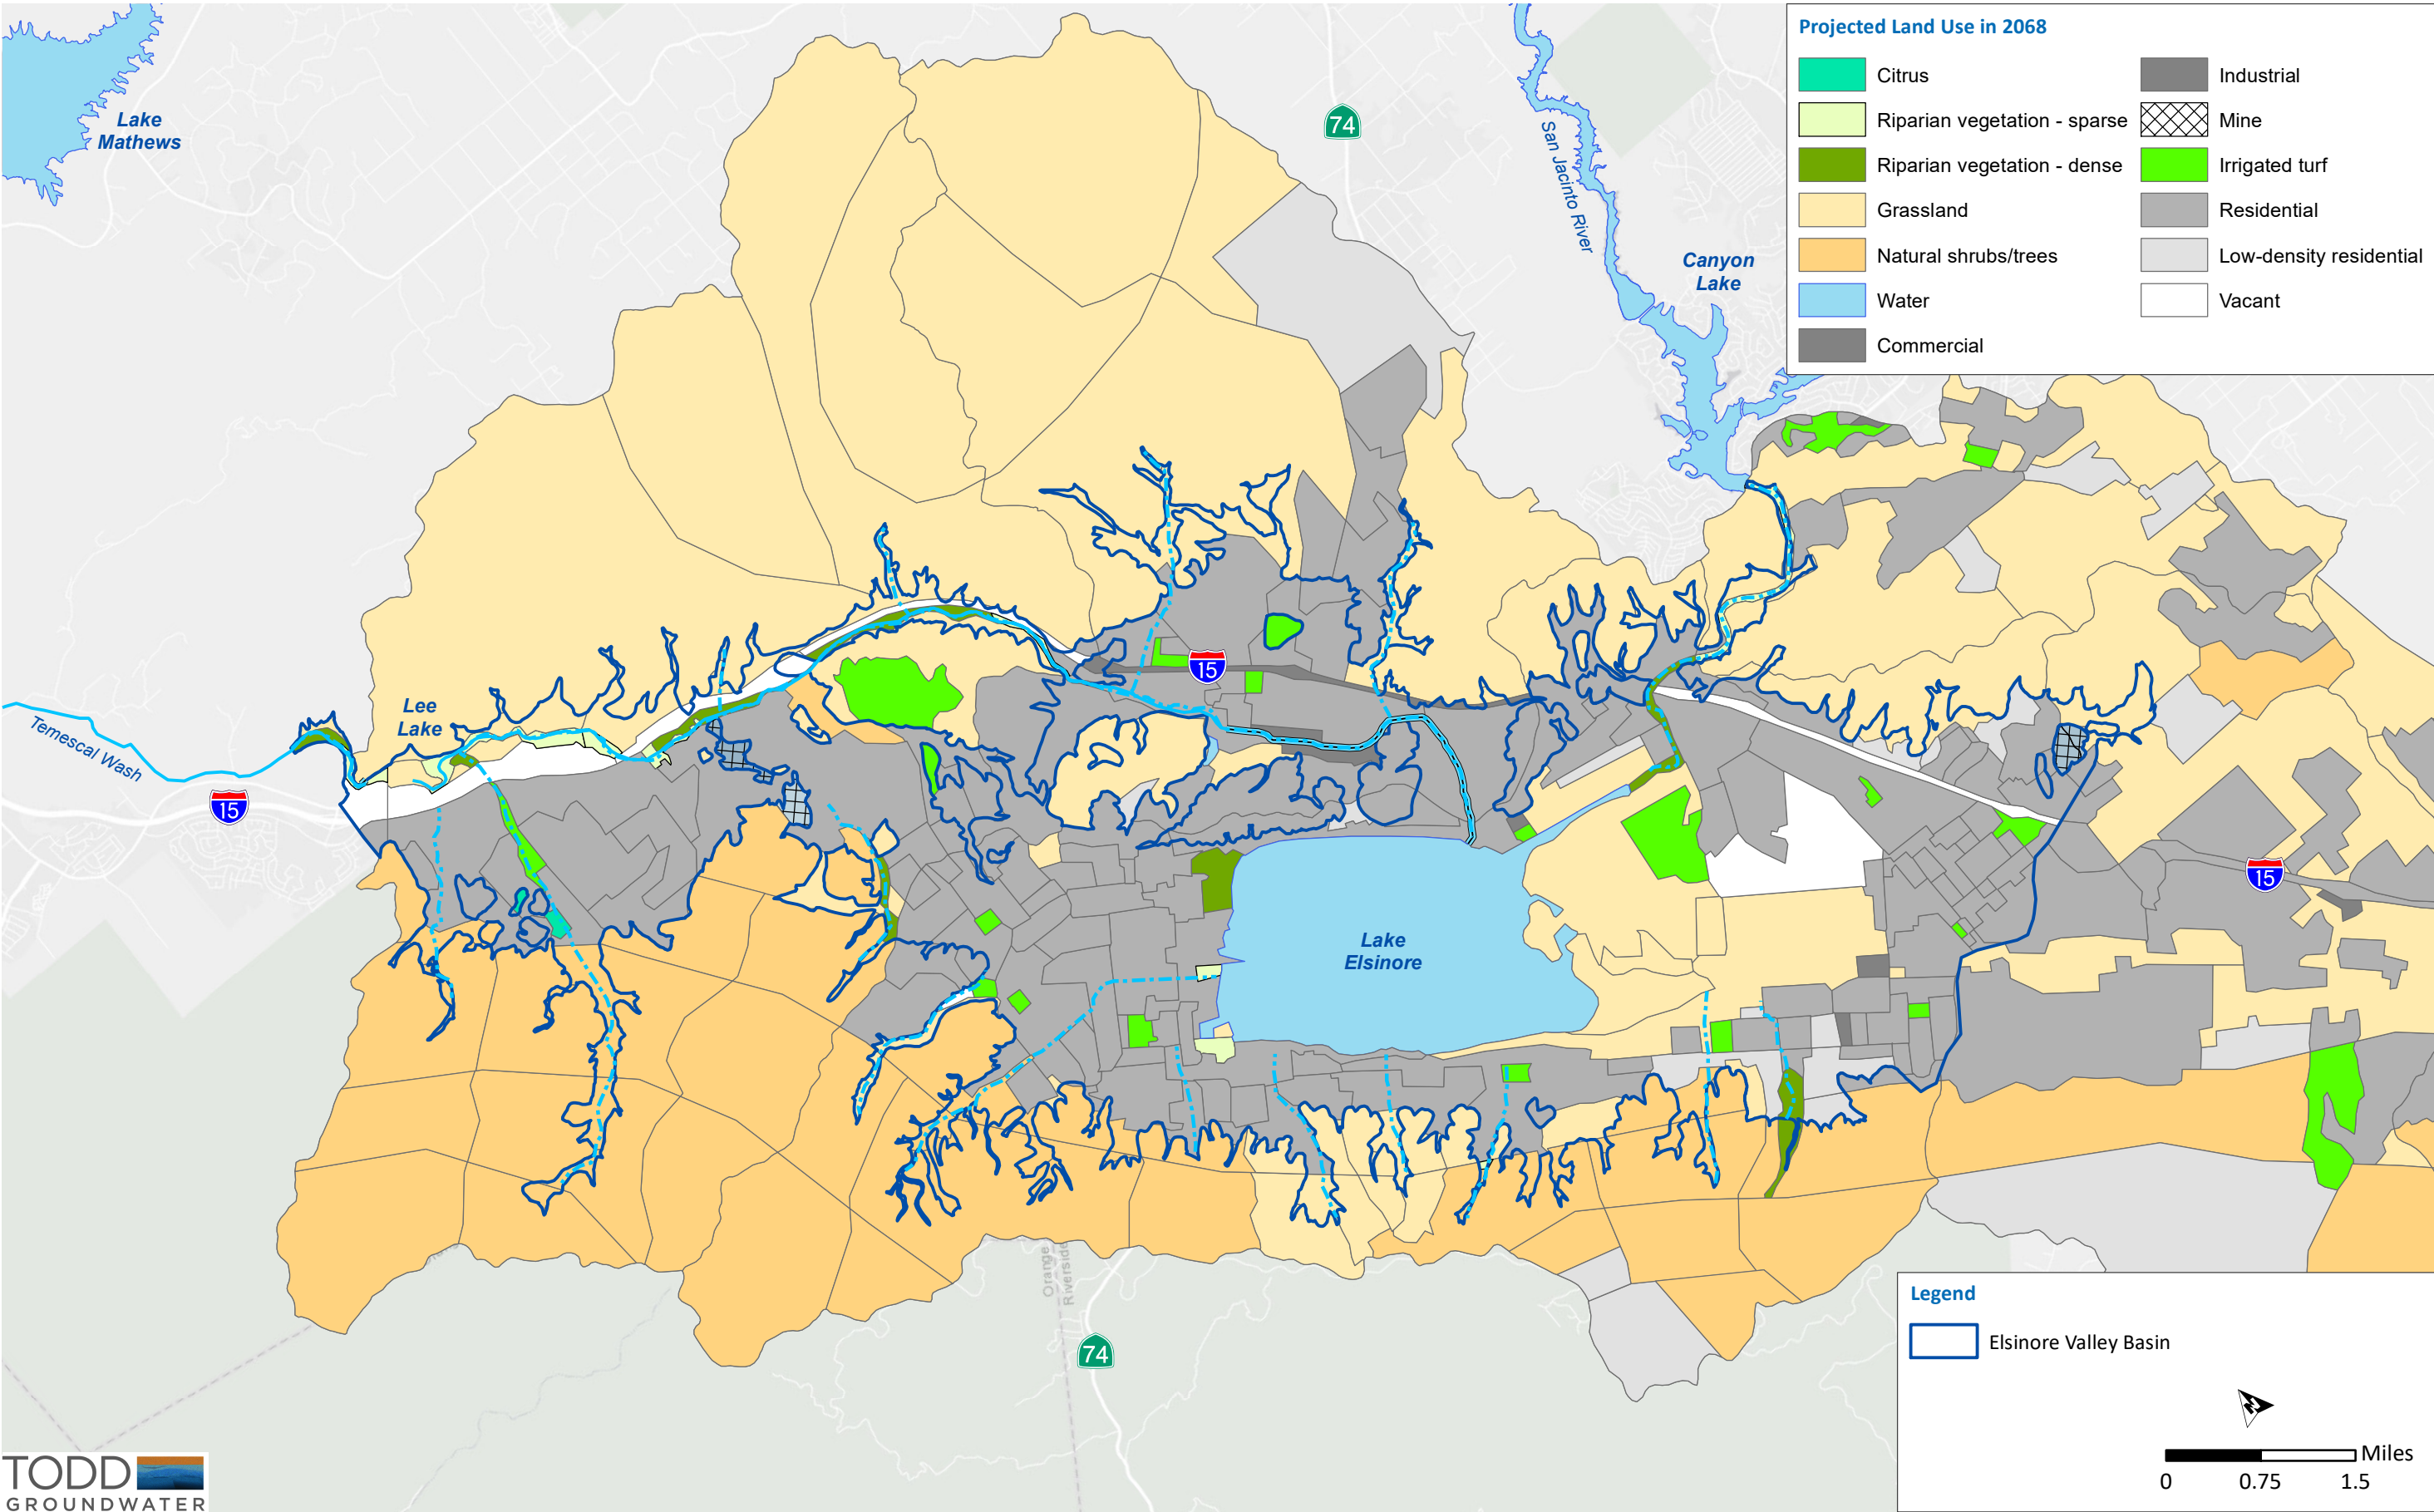 Projected Land Use in 2068
Citrus
Riparian vegetation - sparse
Riparian vegetation - dense
Grassland
Natural shrubs/trees
Water
Commercial
Industrial
Mine
Irrigated turf
Residential
Low-density residential
Vacant
Lake
Mathews
74
San Jacinto River
Canyon
Lake
15
Lee
Lake
Temescal Wash
15
15
Lake
Elsinore
Orange
Riverside
74
Legend
Elsinore Valley Basin
N
Miles
0 0.75 1.5
TODD
GROUNDWATER